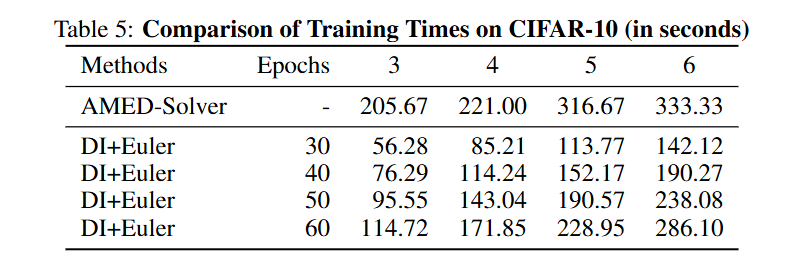 Table 5: Comparison of Training Times on CIFAR-10 (in seconds)
Methods Epochs 3 4 5 6
AMED-Solver - 205.67 221.00 316.67 333.33
DI+Euler 30 56.28 85.21 113.77 142.12
DI+Euler 40 76.29 114.24 152.17 190.27
DI+Euler 50 95.55 143.04 190.57 238.08
DI+Euler 60 114.72 171.85 228.95 286.10